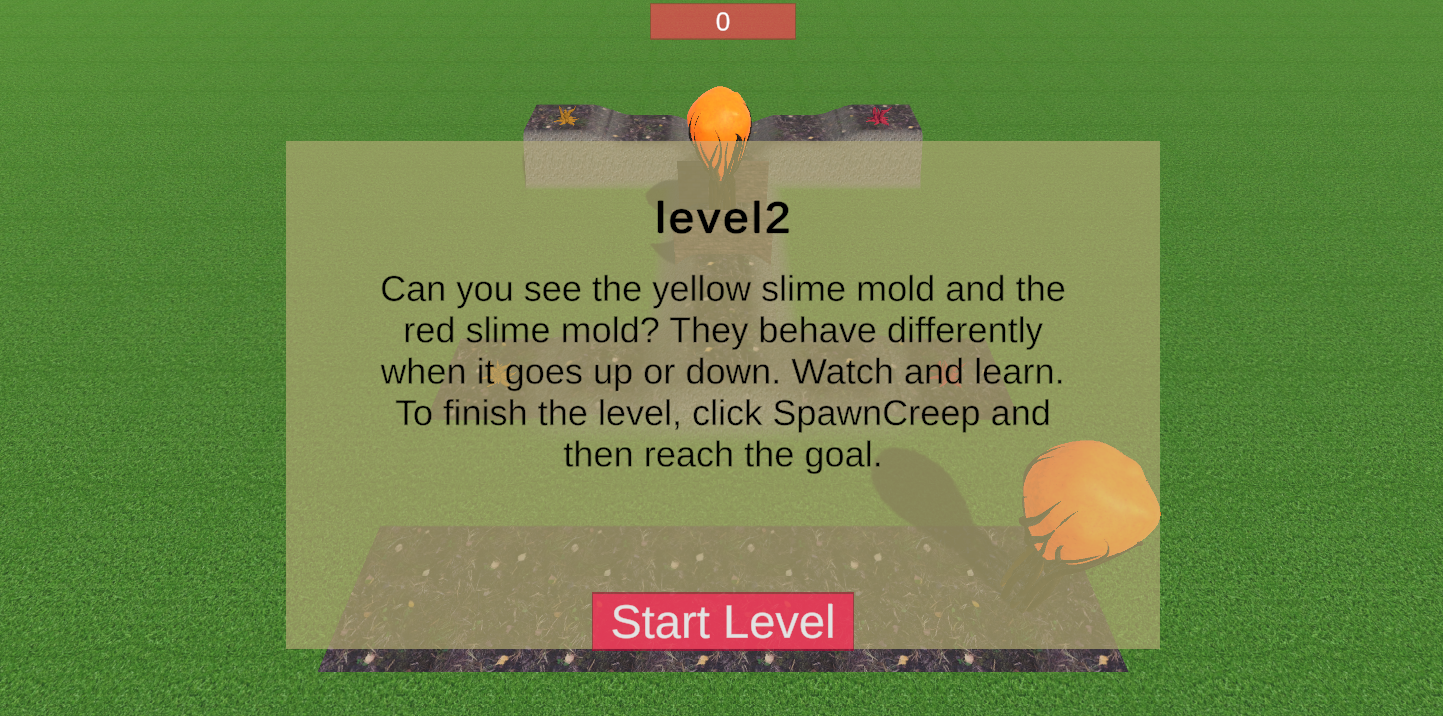 0
level2
Can you see the yellow slime mold and the
red slime mold? They behave differently
when it goes up or down. Watch and learn.
To finish the level, click SpawnCreep and
then reach the goal.
Start Level